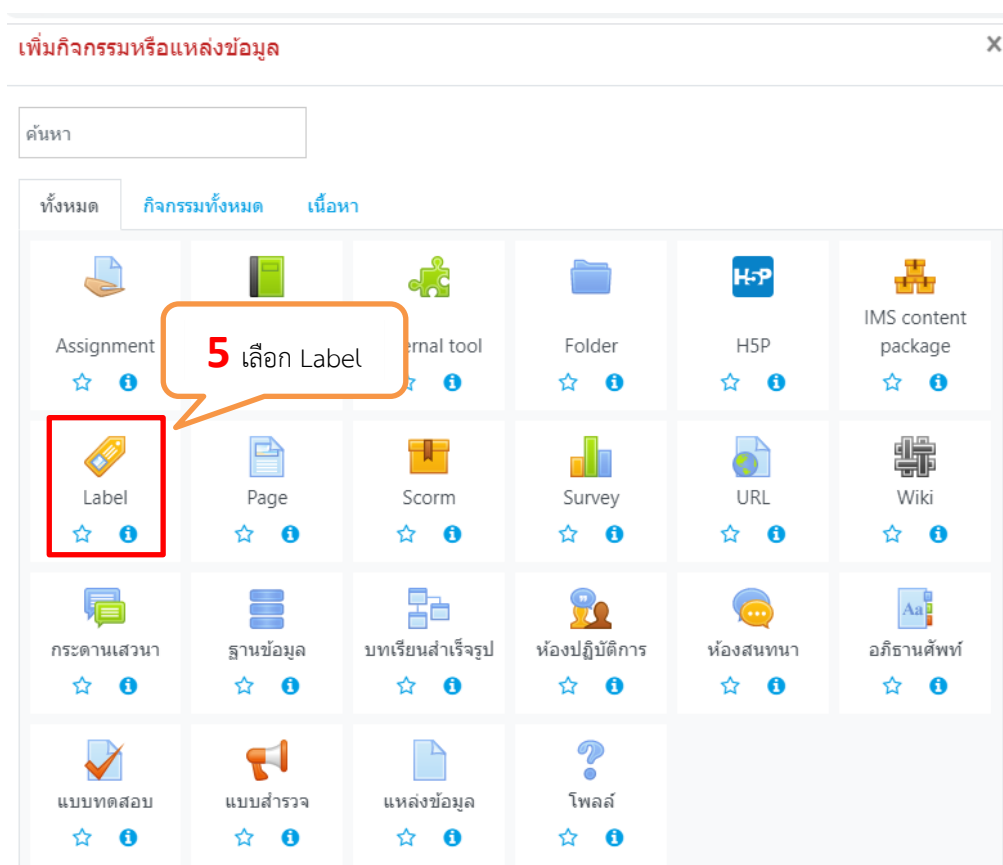 เพิ่มกิจกรรมหรือแหล่งข้อมูล
×
ค้นหา
ทั้งหมด กิจกรรมทั้งหมด เนื้อหา
H5P
Assignment ernal tool Folder H5P IMS content package
5 เลือก Label
Label Page Scorm Survey URL Wiki
กระดานเสวนา ฐานข้อมูล บทเรียนสำเร็จรูป ห้องปฏิบัติการ ห้องสนทนา Aa อภิธานศัพท์
แบบทดสอบ แบบสำรวจ แหล่งข้อมูล โพลล์